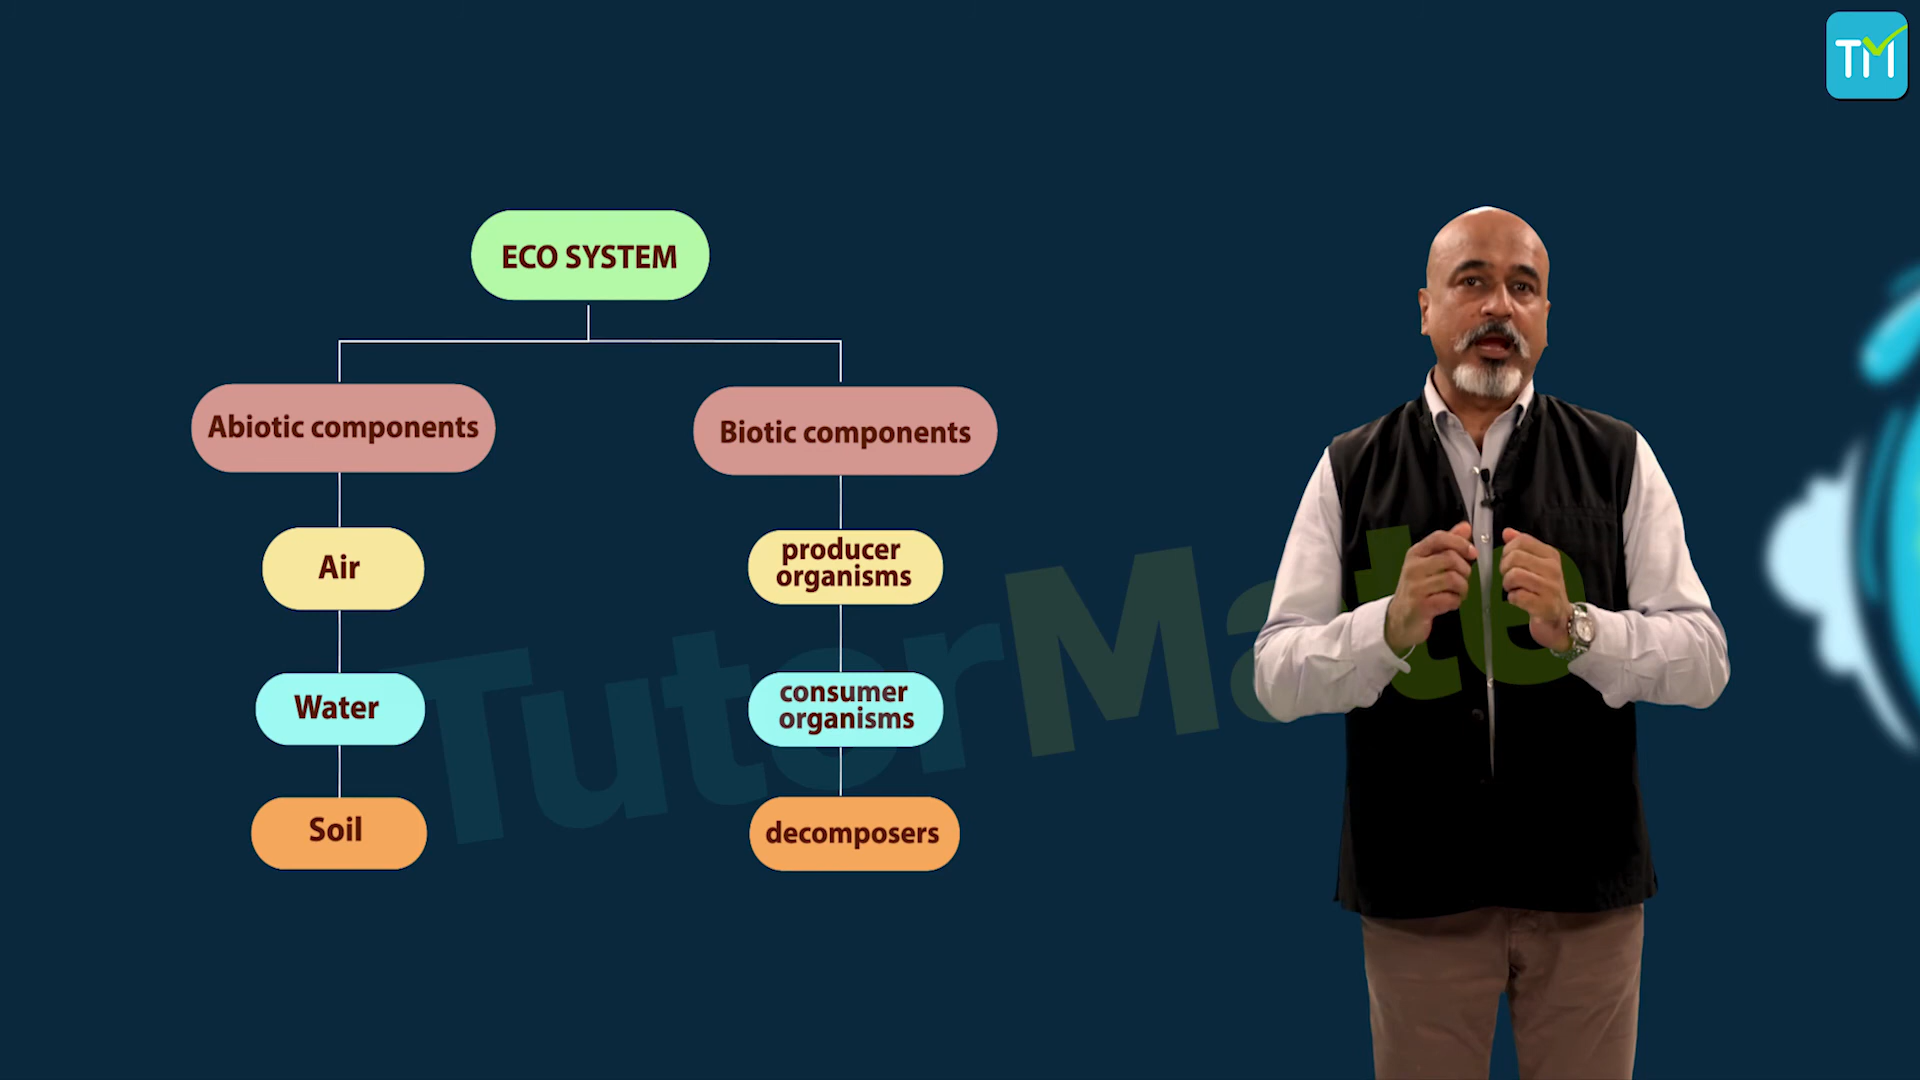 TM
ECO SYSTEM
Abiotic components
Biotic components
Air
producer
organisms
Water
consumer
organisms
Soil
decomposers
TutorMate